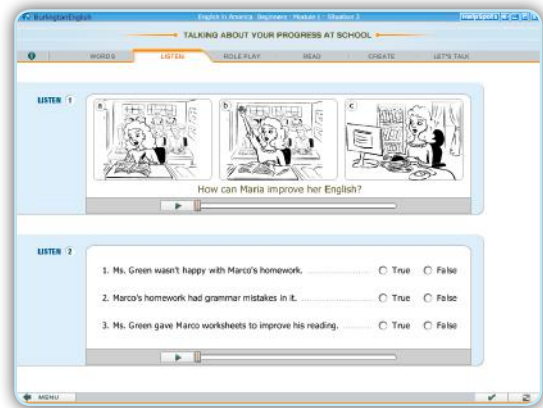 BurlingtonEnglish
English in America Beginners: Module 1: Situation 3
HelpSpots
TALKING ABOUT YOUR PROGRESS AT SCHOOL
WORDS
LISTEN
ROLE PLAY
READ
CREATE
LET'S TALK
LISTEN 1
a
b
c
How can Maria improve her English?
LISTEN 2
1. Ms. Green wasn't happy with Marco's homework. True False
2. Marco's homework had grammar mistakes in it. True False
3. Ms. Green gave Marco worksheets to improve his reading. True False
MENU